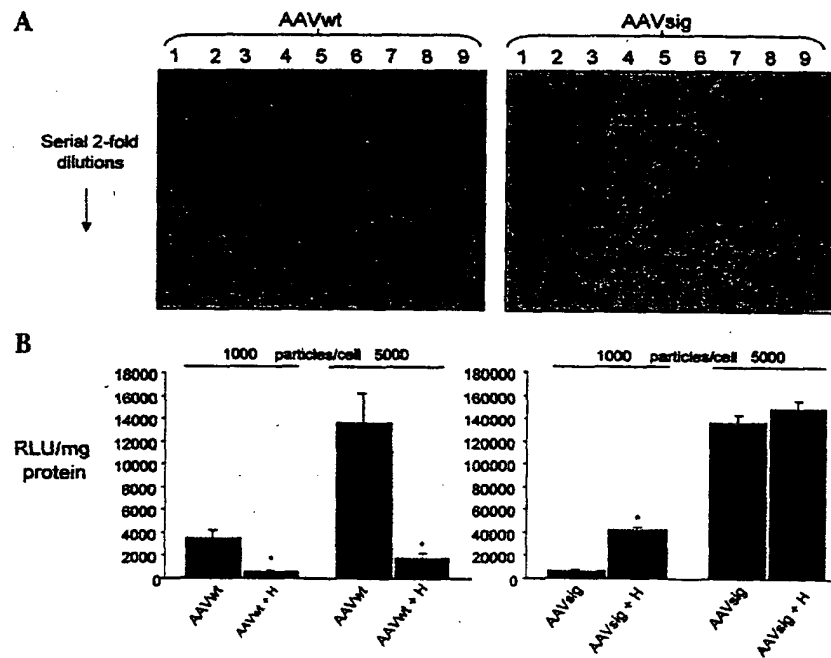 A
AAVwt
AAVsig
1 2 3 4 5 6 7 8 9
1 2 3 4 5 6 7 8 9
Serial 2-fold
dilutions
B
1000 particles/cell 5000
1000 particles/cell 5000
RLU/mg
protein
18000
16000
14000
12000
10000
8000
6000
4000
2000
0
*
*
AAVwt
AAVwt + H
AAVwt
AAVwt + H
180000
160000
140000
120000
100000
80000
60000
40000
20000
0
*
AAVsig
AAVsig + H
AAVsig
AAVsig + H